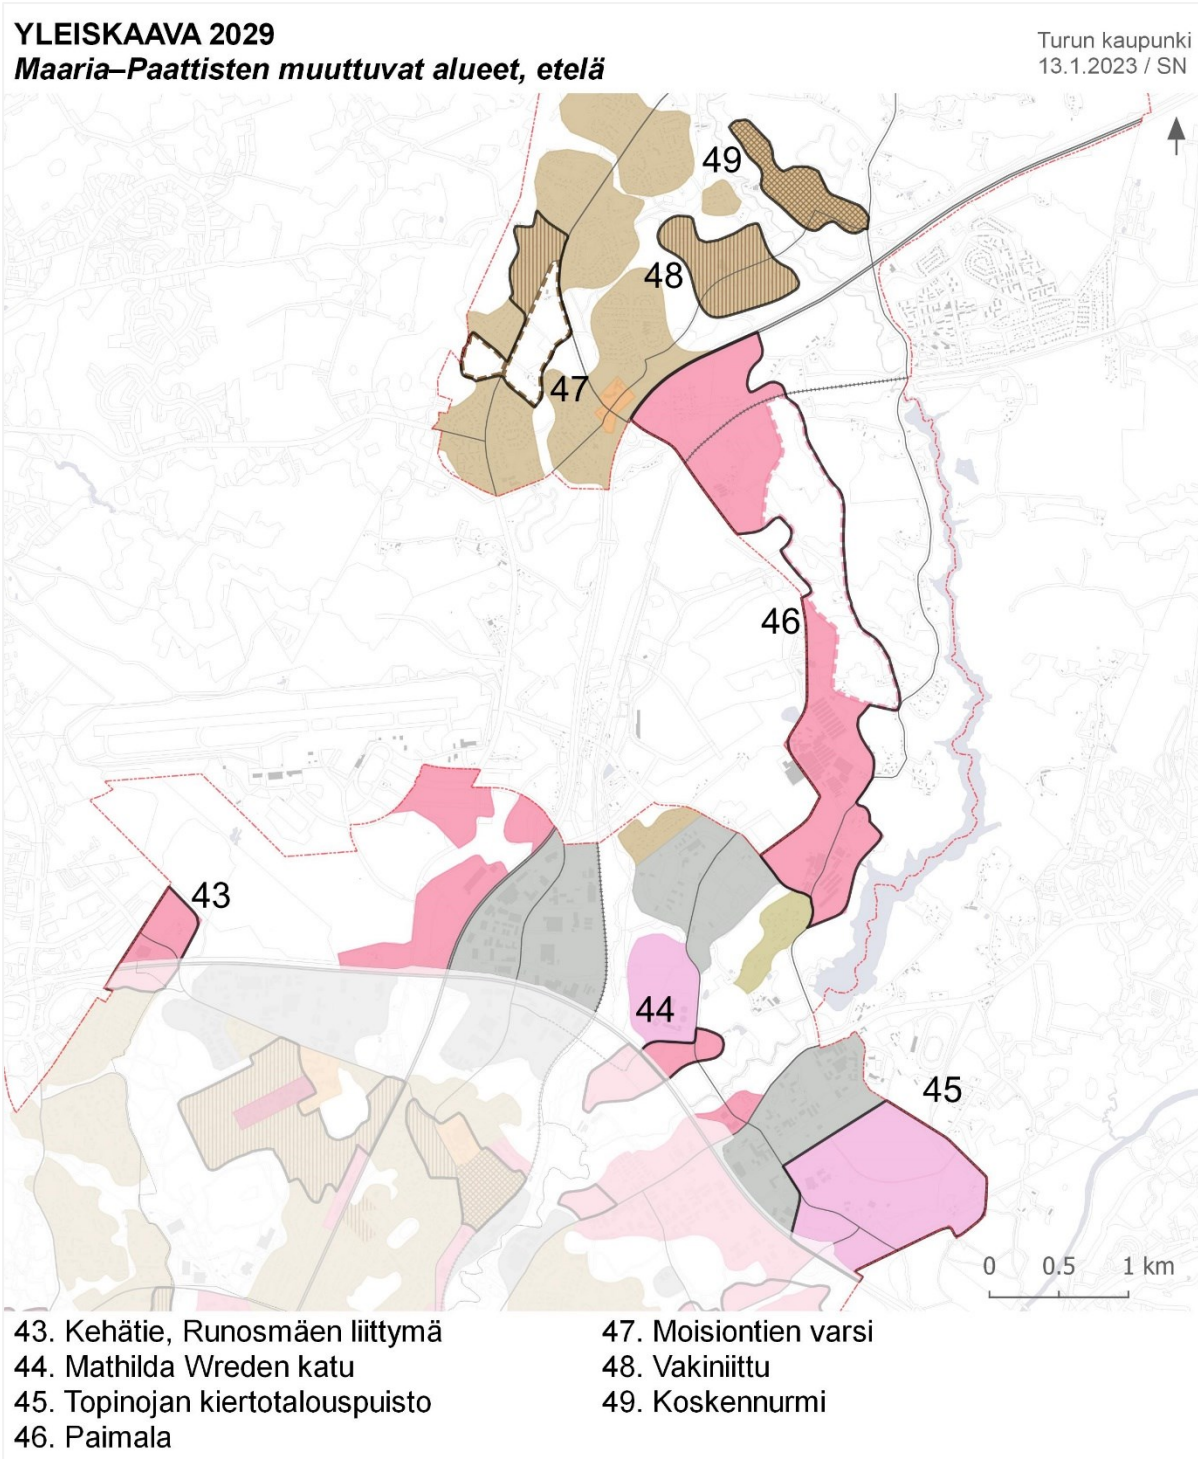 YLEISKAAVA 2029
Maaria–Paattisten muuttuvat alueet, etelä
Turun kaupunki
13.1.2023 / SN
49
48
47
46
43
44
45
0 0.5 1 km
43. Kehätie, Runosmäen liittymä
44. Mathilda Wreden katu
45. Topinojan kiertotalouspuisto
46. Paimala
47. Moisiontien varsi
48. Vakiniittu
49. Koskennurmi